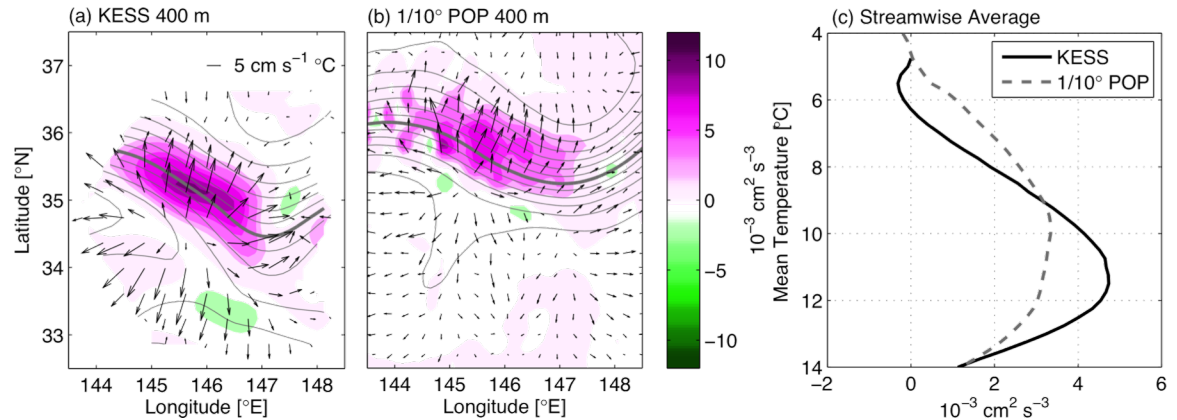 (a) KESS 400 m
(b) 1/10° POP 400 m
(c) Streamwise Average
5 cm s⁻¹ °C
37
36
35
34
33
Latitude [°N]
144 145 146 147 148
Longitude [°E]
144 145 146 147 148
Longitude [°E]
10
5
0
−5
−10
10⁻³ cm² s⁻³
KESS
1/10° POP
4
6
8
10
12
14
Mean Temperature [°C]
−2 0 2 4 6
10⁻³ cm² s⁻³